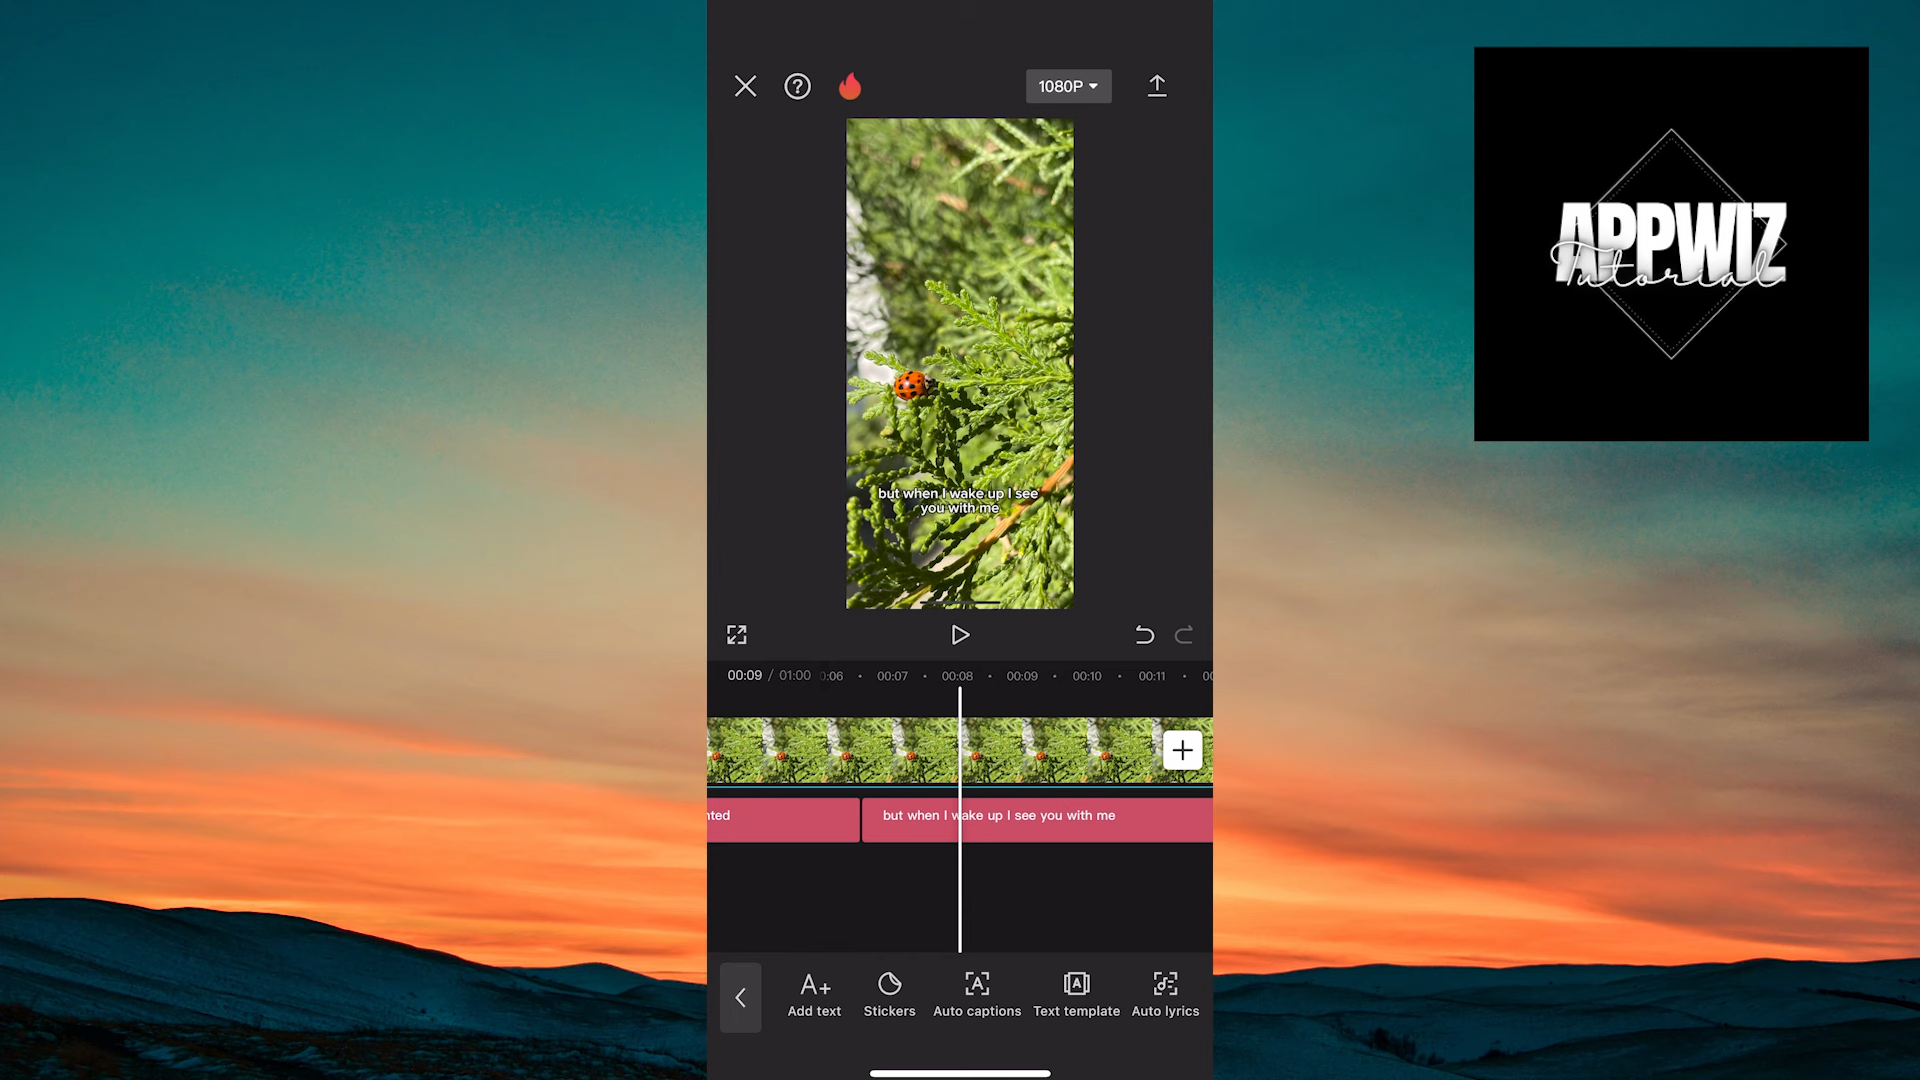 1080P
APPWIZ
Tutorial
but when I wake up I see
you with me
00:09 / 01:00 0:06 00:07 00:08 00:09 00:10 00:11 00
nted
but when I wake up I see you with me
A+
Add text
Stickers
Auto captions
Text template
Auto lyrics